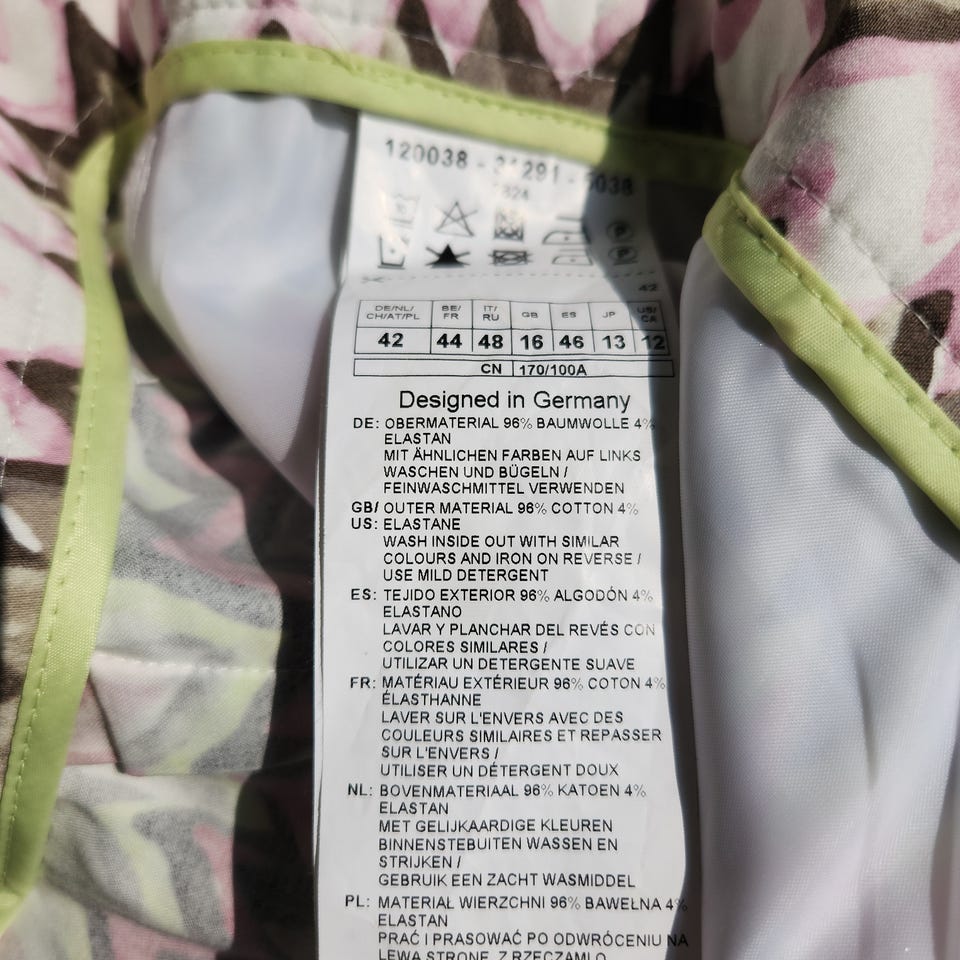 120038 - 31291 - 5038
42
DE/NL/ CH/AT/PL BE/ FR IT/ RU GB ES JP US/ CA
42 44 48 16 46 13 12
CN 170/100A
Designed in Germany
DE: OBERMATERIAL 96% BAUMWOLLE 4%
ELASTAN
MIT ÄHNLICHEN FARBEN AUF LINKS
WASCHEN UND BÜGELN /
FEINWASCHMITTEL VERWENDEN
GB/ OUTER MATERIAL 96% COTTON 4%
US: ELASTANE
WASH INSIDE OUT WITH SIMILAR
COLOURS AND IRON ON REVERSE /
USE MILD DETERGENT
ES: TEJIDO EXTERIOR 96% ALGODÓN 4%
ELASTANO
LAVAR Y PLANCHAR DEL REVÉS CON
COLORES SIMILARES /
UTILIZAR UN DETERGENTE SUAVE
FR: MATÉRIAU EXTÉRIEUR 96% COTON 4%
ÉLASTHANNE
LAVER SUR L'ENVERS AVEC DES
COULEURS SIMILAIRES ET REPASSER
SUR L'ENVERS /
UTILISER UN DÉTERGENT DOUX
NL: BOVENMATERIAAL 96% KATOEN 4%
ELASTAN
MET GELIJKAARDIGE KLEUREN
BINNENSTEBUITEN WASSEN EN
STRIJKEN /
GEBRUIK EEN ZACHT WASMIDDEL
PL: MATERIAŁ WIERZCHNI 96% BAWEŁNA 4%
ELASTAN
PRAĆ I PRASOWAĆ PO ODWRÓCENIU NA
LEWĄ STRONĘ, Z RZECZAMI O